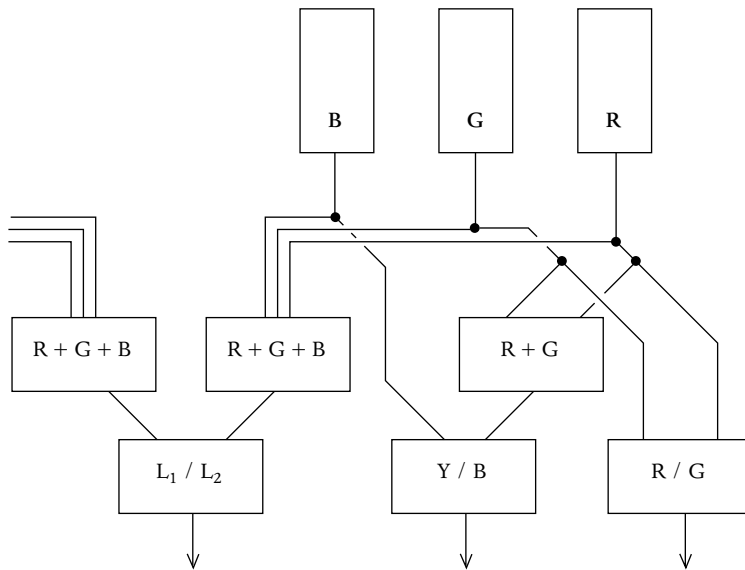 B
G
R
R + G + B
R + G + B
R + G
L₁ / L₂
Y / B
R / G